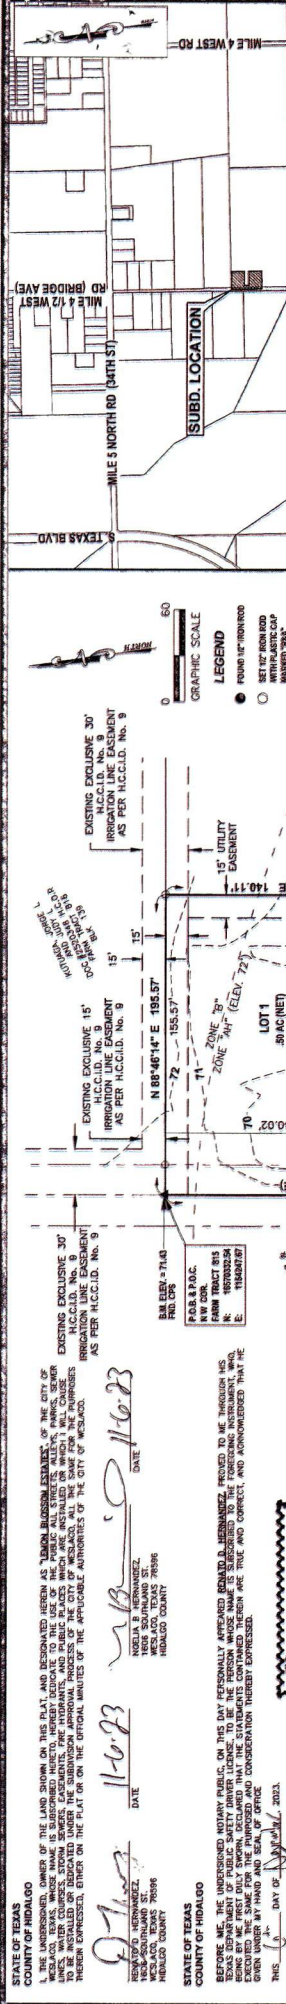 STATE OF TEXAS
COUNTY OF HIDALGO
I, THE UNDERSIGNED, OWNER OF THE LAND SHOWN ON THIS PLAT, AND DESIGNATED HEREIN AS "LEMON BLOSSOM ESTATES", OF THE CITY OF
WESLACO, TEXAS, WHOSE NAME IS SUBSCRIBED HERETO, HEREBY DEDICATE TO THE USE OF THE PUBLIC ALL STREETS, ALLEYS, PARKS, SEWER
LINES, WATER COURSES, STORM SEWERS, EASEMENTS, FIRE HYDRANTS, AND PUBLIC PLACES WHICH ARE INSTALLED OR WHICH I WILL CAUSE
TO BE INSTALLED OR DEDICATED UNDER THE SUBDIVISION APPROVAL PROCESS OF THE CITY OF WESLACO, ALL THE SAME FOR THE PURPOSES
THEREIN EXPRESSED, EITHER ON THE PLAT OR ON THE OFFICIAL MINUTES OF THE APPLICABLE AUTHORITIES OF THE CITY OF WESLACO.
11-6-23
11-6-23
RENATO D. HERNANDEZ
DATE
1606 SOUTHLAND ST.
WESLACO, TEXAS 78596
HIDALGO COUNTY
NOELIA B HERNANDEZ
DATE
1606 SOUTHLAND ST.
WESLACO, TEXAS 78596
HIDALGO COUNTY
STATE OF TEXAS
COUNTY OF HIDALGO
BEFORE ME, THE UNDERSIGNED NOTARY PUBLIC, ON THIS DAY PERSONALLY APPEARED RENATO D. HERNANDEZ, PROVED TO ME THROUGH HIS
TEXAS DEPARTMENT OF PUBLIC SAFETY DRIVER LICENSE, TO BE THE PERSON WHOSE NAME IS SUBSCRIBED TO THE FOREGOING INSTRUMENT, WHO,
BEING BY ME FIRST DULY SWORN, DECLARED THAT THE STATEMENTS CONTAINED THEREIN ARE TRUE AND CORRECT, AND ACKNOWLEDGED THAT HE
EXECUTED THE SAME FOR THE PURPOSED AND CONSIDERATION THEREBY EXPRESSED.
GIVEN UNDER MY HAND AND SEAL OF OFFICE
THIS DAY OF 2023.
EXISTING EXCLUSIVE 30'
H.C.C.I.D. No. 9
IRRIGATION LINE EASEMENT
AS PER H.C.C.I.D. No. 9
EXISTING EXCLUSIVE 15'
H.C.C.I.D. No. 9
IRRIGATION LINE EASEMENT
AS PER H.C.C.I.D. No. 9
EXISTING EXCLUSIVE 30'
H.C.C.I.D. No. 9
IRRIGATION LINE EASEMENT
AS PER H.C.C.I.D. No. 9
15'
15'
B.M. ELEV. = 71.43
FND. CPS
N 88°46'14" E 195.57'
155.57'
72
P.O.B. & P.O.C.
N.W COR.
FARM TRACT 815
N:
E:
71
70
ZONE "B"
ZONE "AH" (ELEV. 72')
15' UTILITY
EASEMENT
140.11'
LOT 1
.50 AC (NET)
NORTH
0
60
GRAPHIC SCALE
LEGEND
FOUND 1/2" IRON ROD
SET 1/2" IRON ROD
WITH PLASTIC CAP
S. TEXAS BLVD
MILE 5 NORTH RD (34TH ST)
MILE 4 1/2 WEST
RD (BRIDGE AVE)
SUBD. LOCATION
MILE 4 WEST RD